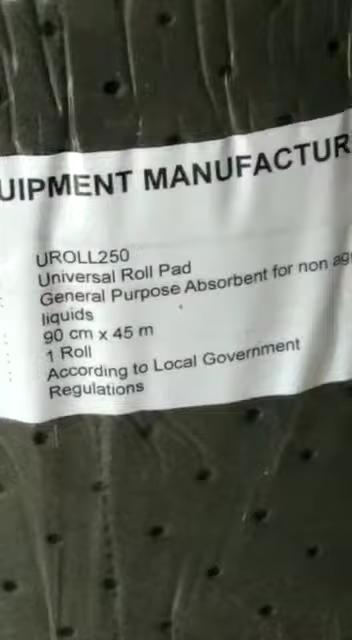 UIPMENT MANUFACTUR
UROLL250
Universal Roll Pad
General Purpose Absorbent for non ag
liquids
90 cm x 45 m
1 Roll
According to Local Government
Regulations